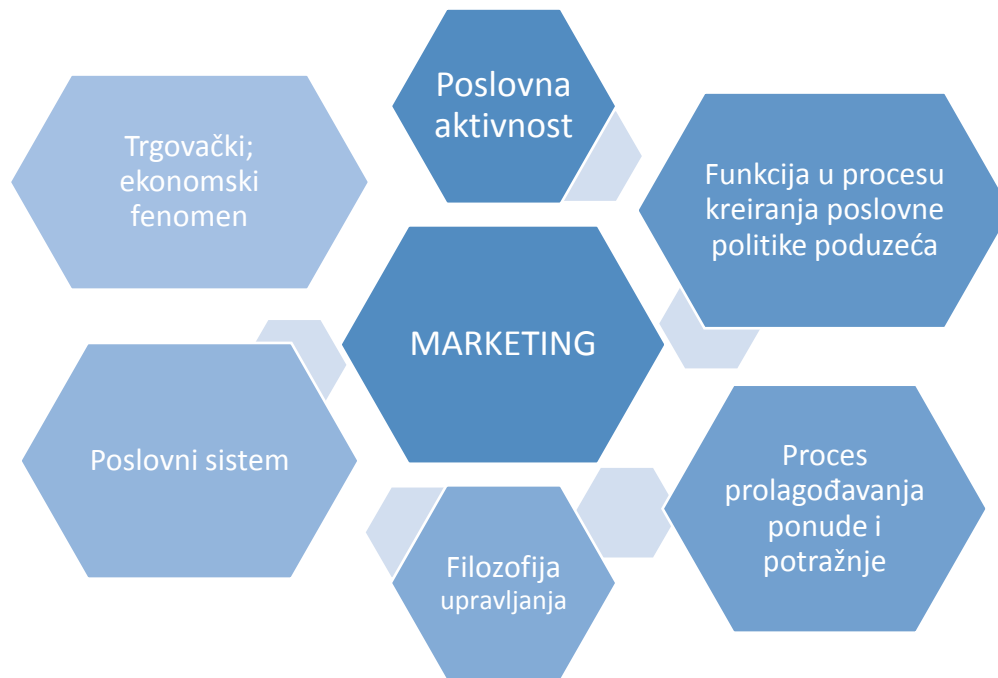 Poslovna
aktivnost
Trgovački;
ekonomski
fenomen
Funkcija u procesu
kreiranja poslovne
politike poduzeća
MARKETING
Poslovni sistem
Proces
prolagođavanja
ponude i
potražnje
Filozofija
upravljanja